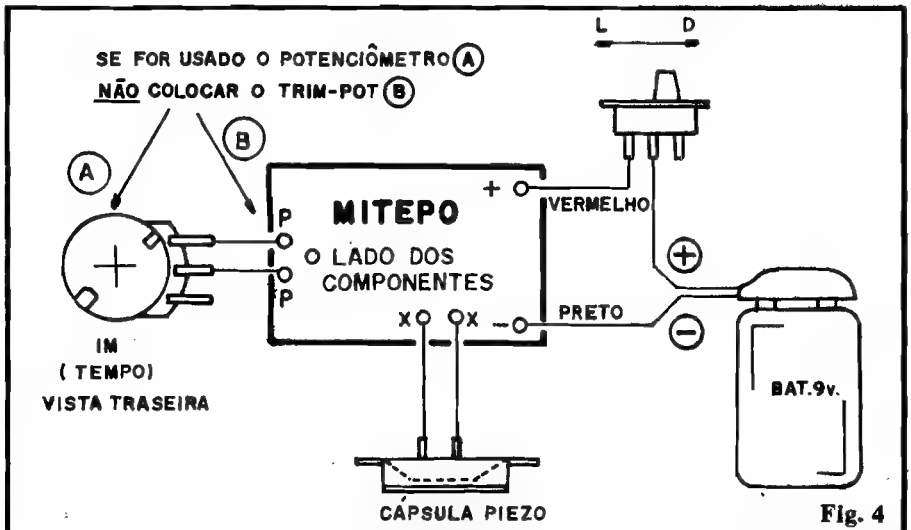 L D
SE FOR USADO O POTENCIÔMETRO (A)
NÃO COLOCAR O TRIM-POT (B)
B
A
+
VERMELHO
MITEPO
P
LADO DOS
COMPONENTES
P
+
X X
-
PRETO
-
1M
(TEMPO)
VISTA TRASEIRA
BAT.9v.
CÁPSULA PIEZO
Fig. 4